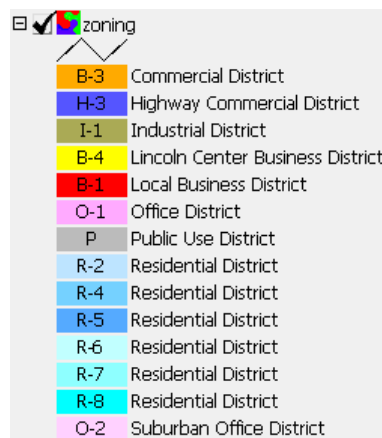 zoning
B-3 Commercial District
H-3 Highway Commercial District
I-1 Industrial District
B-4 Lincoln Center Business District
B-1 Local Business District
O-1 Office District
P Public Use District
R-2 Residential District
R-4 Residential District
R-5 Residential District
R-6 Residential District
R-7 Residential District
R-8 Residential District
O-2 Suburban Office District